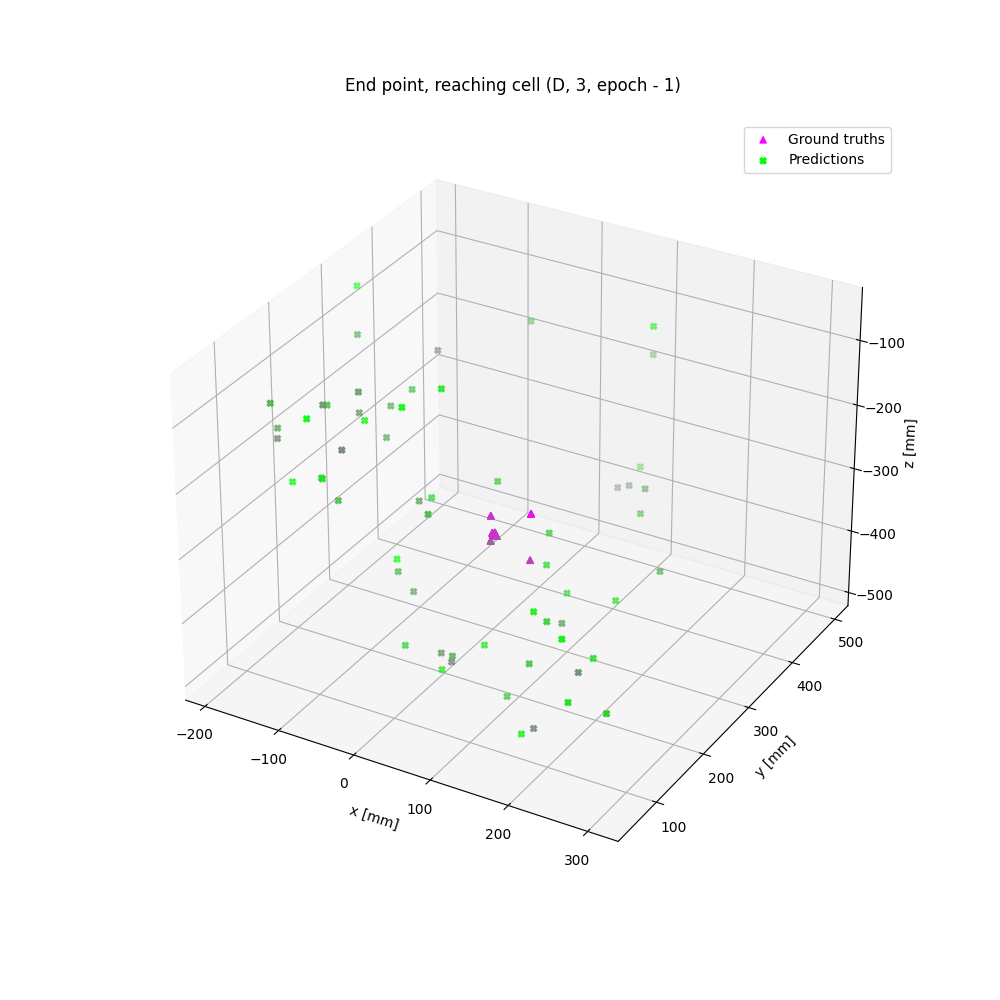 End point, reaching cell (D, 3, epoch - 1)
Ground truths
Predictions
−100
−200
−300
−400
−500
z [mm]
500
400
300
200
100
y [mm]
−200
−100
0
100
200
300
x [mm]